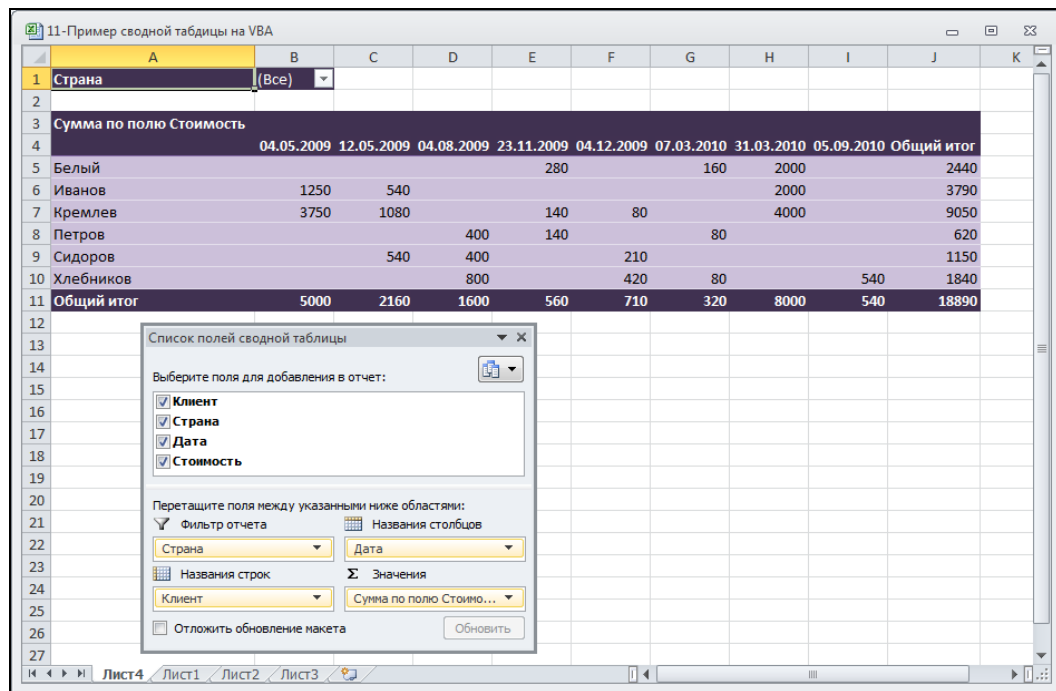 11-Пример сводной табдицы на VBA
A B C D E F G H I J K
1 Страна (Все)
2
3 Сумма по полю Стоимость
4 04.05.2009 12.05.2009 04.08.2009 23.11.2009 04.12.2009 07.03.2010 31.03.2010 05.09.2010 Общий итог
5 Белый 280 160 2000 2440
6 Иванов 1250 540 2000 3790
7 Кремлев 3750 1080 140 80 4000 9050
8 Петров 400 140 80 620
9 Сидоров 540 400 210 1150
10 Хлебников 800 420 80 540 1840
11 Общий итог 5000 2160 1600 560 710 320 8000 540 18890
12
13 Список полей сводной таблицы
14
15 Выберите поля для добавления в отчет:
16 Клиент
17 Страна
Дата
18 Стоимость
19
20 Перетащите поля между указанными ниже областями:
21 Фильтр отчета Названия столбцов
22 Страна Дата
23 Названия строк Σ Значения
24 Клиент Сумма по полю Стоимо...
25
26 Отложить обновление макета Обновить
27
Лист4 Лист1 Лист2 Лист3